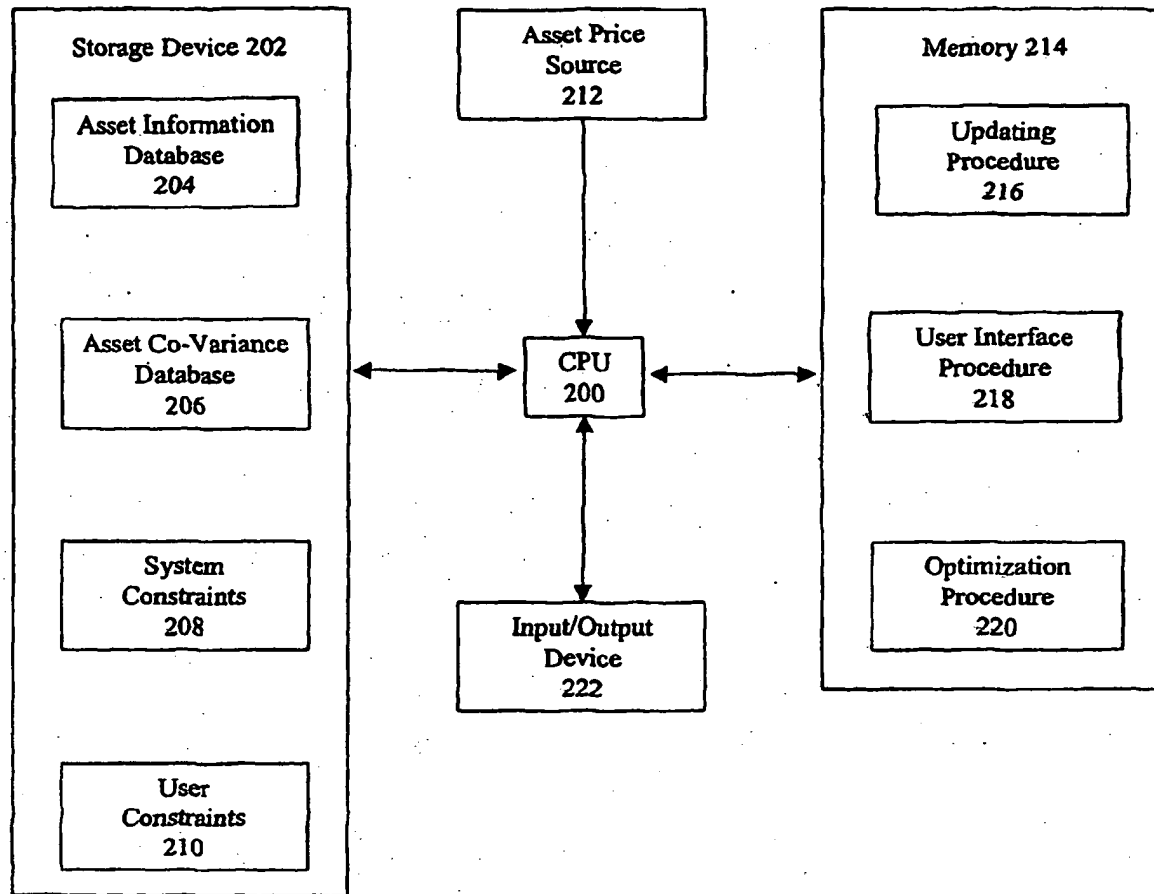 Storage Device 202
Asset Information
Database
204
Asset Co-Variance
Database
206
System
Constraints
208
User
Constraints
210
Asset Price
Source
212
CPU
200
Input/Output
Device
222
Memory 214
Updating
Procedure
216
User Interface
Procedure
218
Optimization
Procedure
220